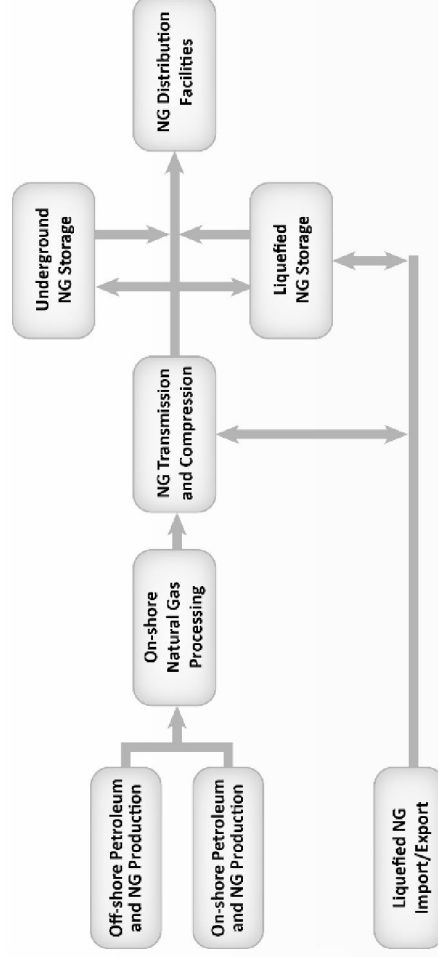 Off-shore Petroleum
and NG Production
On-shore Petroleum
and NG Production
Liquefied NG
Import/Export
On-shore
Natural Gas
Processing
NG Transmission
and Compression
Underground
NG Storage
Liquefied
NG Storage
NG Distribution
Facilities